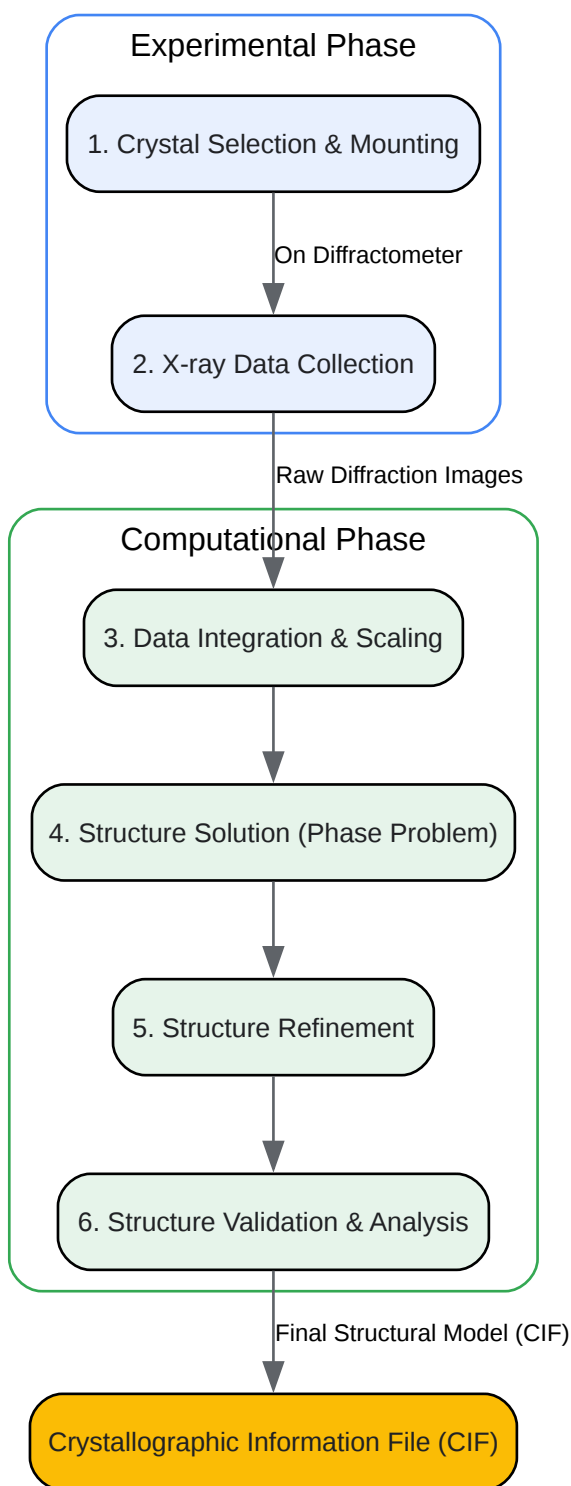 Experimental Phase
1. Crystal Selection & Mounting
On Diffractometer
2. X-ray Data Collection
Raw Diffraction Images
Computational Phase
3. Data Integration & Scaling
4. Structure Solution (Phase Problem)
5. Structure Refinement
6. Structure Validation & Analysis
Final Structural Model (CIF)
Crystallographic Information File (CIF)